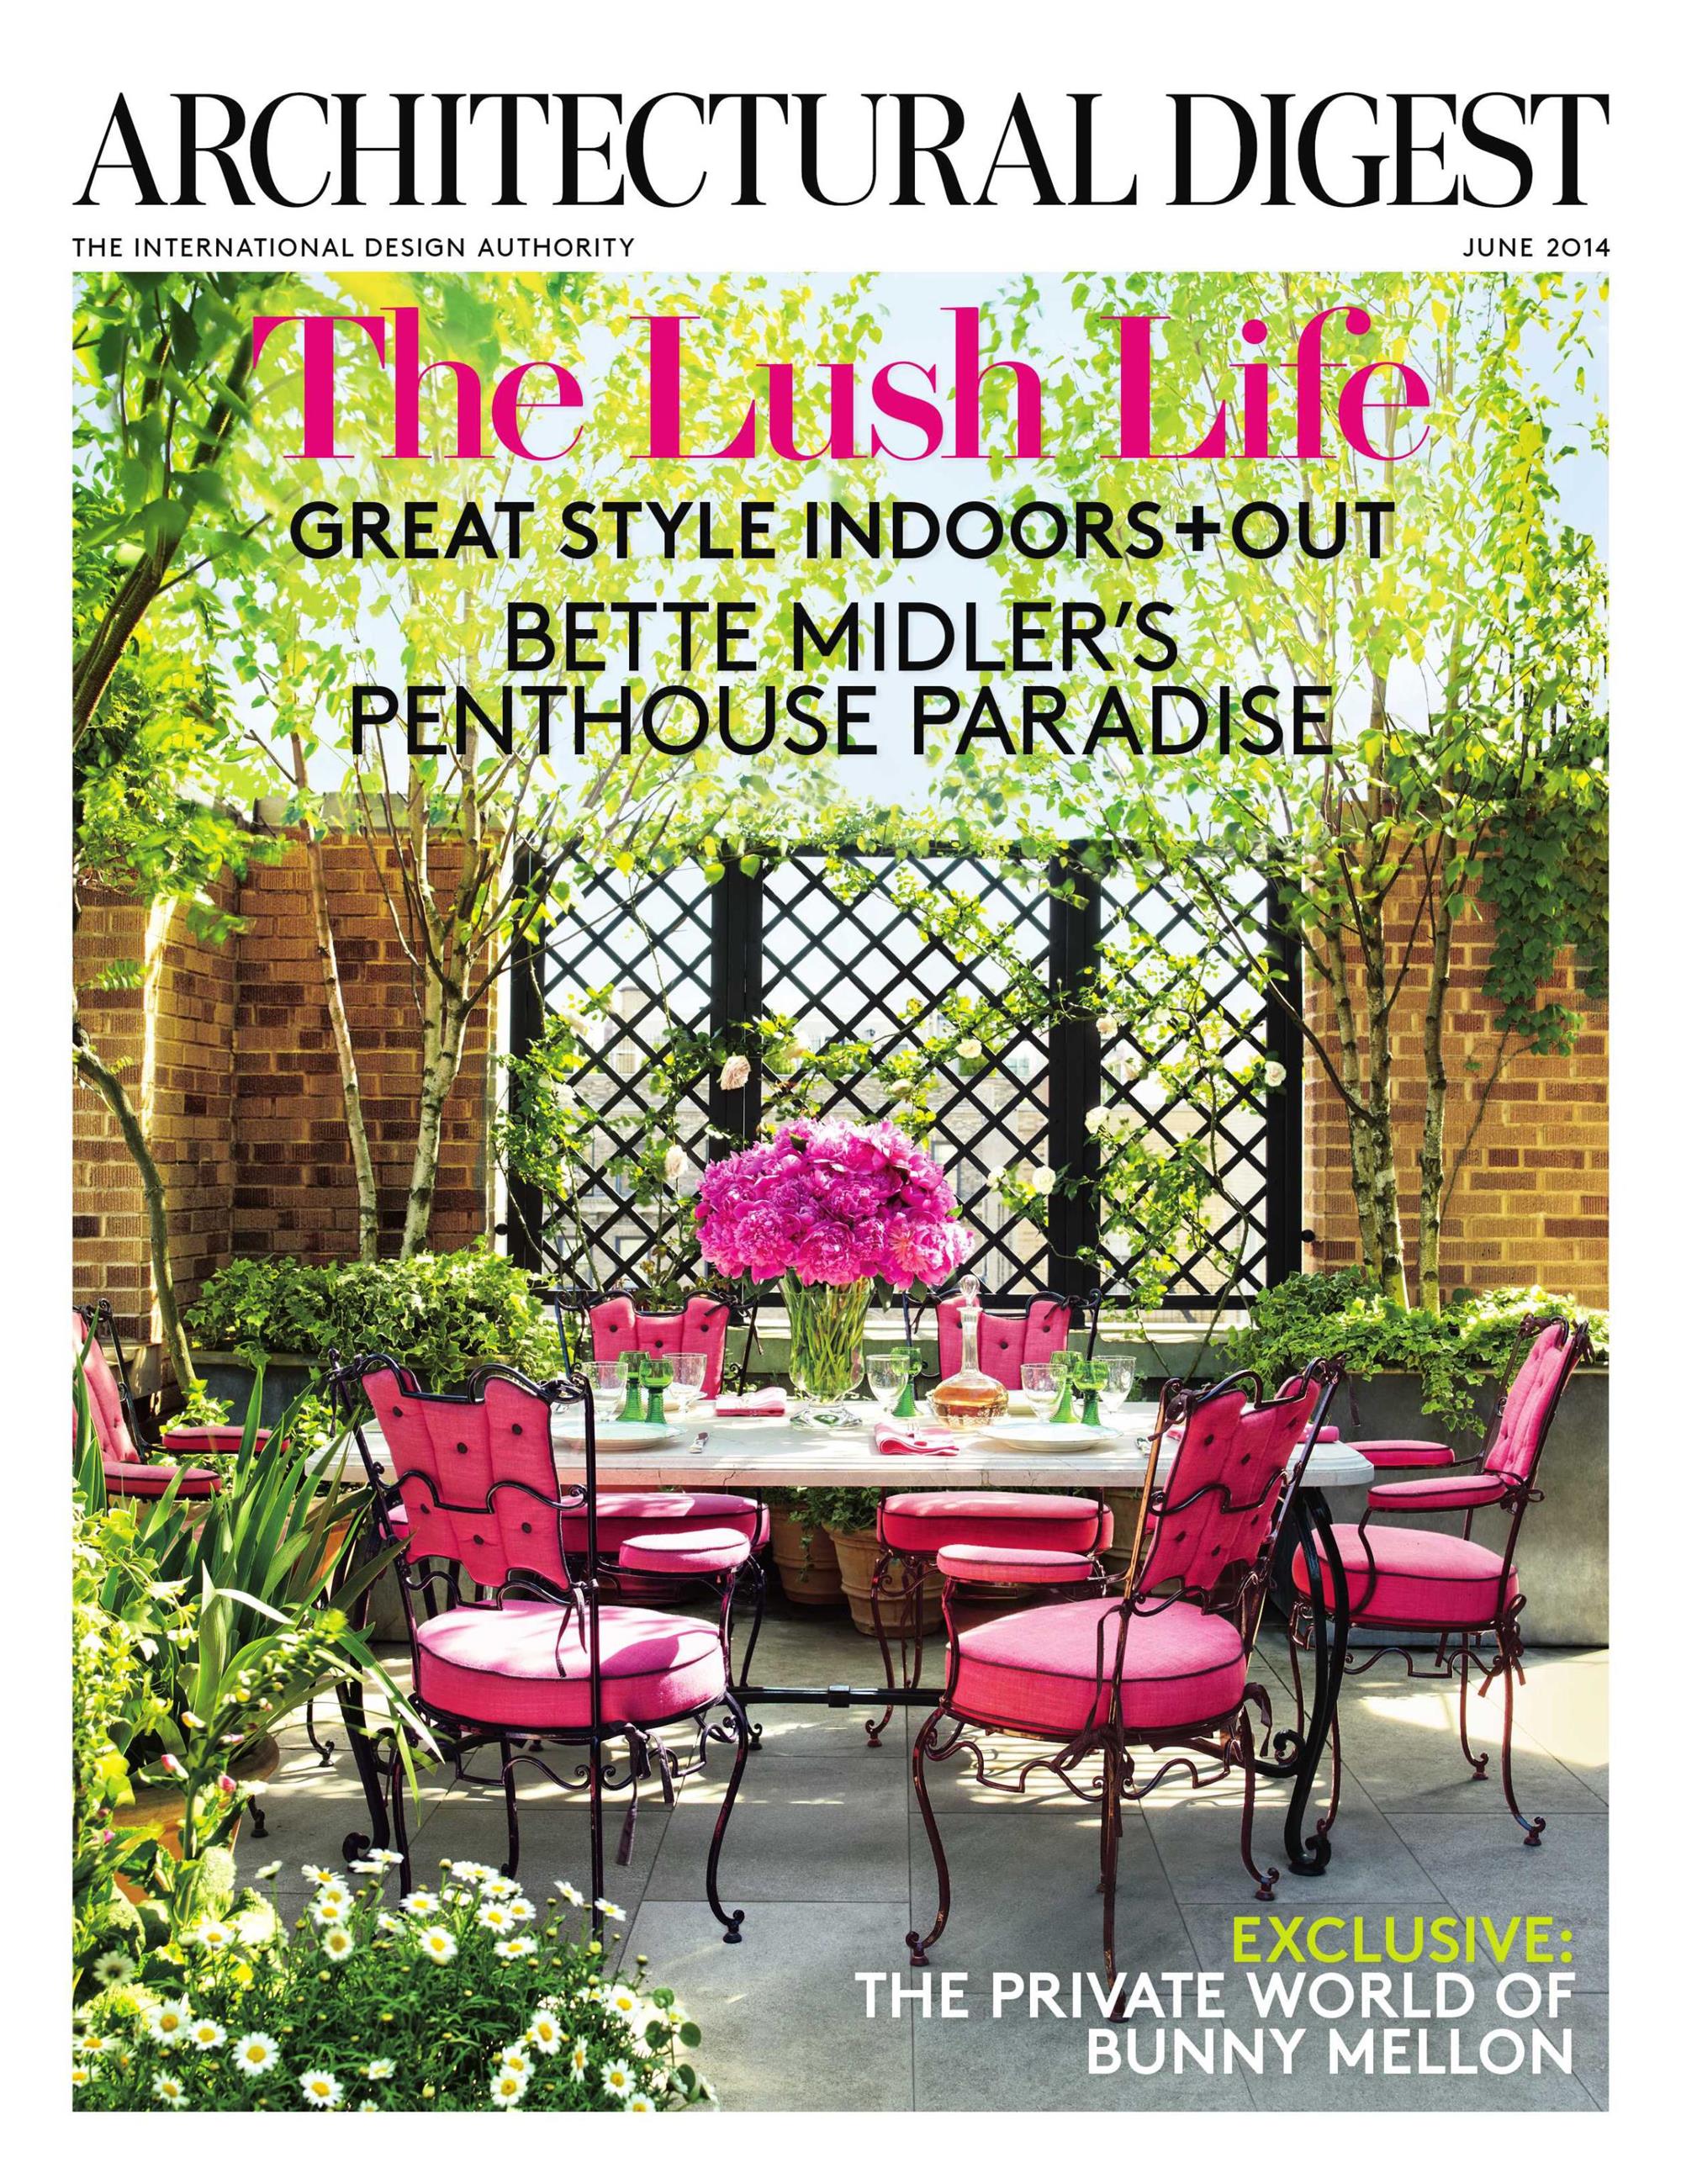 ARCHITECTURAL DIGEST
THE INTERNATIONAL DESIGN AUTHORITY
JUNE 2014
The Lush Life
GREAT STYLE INDOORS+OUT
BETTE MIDLER'S
PENTHOUSE PARADISE
EXCLUSIVE:
THE PRIVATE WORLD OF
BUNNY MELLON